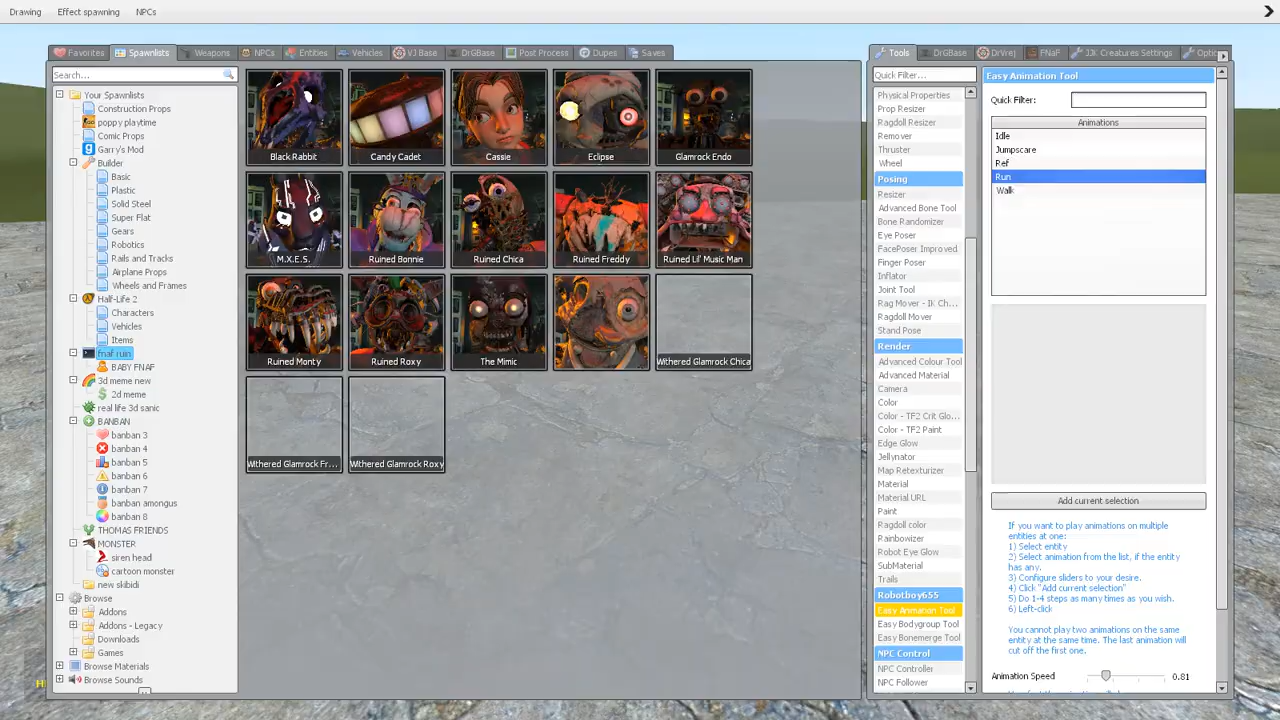 Drawing Effect spawning NPCs
Favorites Spawnlists Weapons NPCs Entities Vehicles VJ Base DrGBase Post Process Dupes Saves
Search...
Your Spawnlists
Construction Props
poppy playtime
Comic Props
Garry's Mod
Builder
Basic
Plastic
Solid Steel
Super Flat
Gears
Robotics
Rails and Tracks
Airplane Props
Wheels and Frames
Half-Life 2
Characters
Vehicles
Items
fnaf ruin
BABY FNAF
3d meme new
2d meme
real life 3d sanic
BANBAN
banban 3
banban 4
banban 5
banban 6
banban 7
banban amongus
banban 8
THOMAS FRIENDS
MONSTER
siren head
cartoon monster
new skibidi
Browse
Addons
Addons - Legacy
Downloads
Games
Browse Materials
Browse Sounds
Black Rabbit Candy Cadet Cassie Eclipse Glamrock Endo
M.X.E.S. Ruined Bonnie Ruined Chica Ruined Freddy Ruined Lil' Music Man
Ruined Monty Ruined Roxy The Mimic Withered Glamrock Chica
Withered Glamrock Fr... Withered Glamrock Roxy
Tools DrGBase DrVrej FNaF JJK Creatures Settings Optio
Quick Filter...
Physical Properties
Prop Resizer
Ragdoll Resizer
Remover
Thruster
Wheel
Posing
Resizer
Advanced Bone Tool
Bone Randomizer
Eye Poser
FacePoser Improved
Finger Poser
Inflator
Joint Tool
Rag Mover - IK Ch...
Ragdoll Mover
Stand Pose
Render
Advanced Colour Tool
Advanced Material
Camera
Color
Color - TF2 Crit Glo...
Color - TF2 Paint
Edge Glow
Jellynator
Map Retexturizer
Material
Material URL
Paint
Ragdoll color
Rainbowizer
Robot Eye Glow
SubMaterial
Trails
Robotboy655
Easy Animation Tool
Easy Bodygroup Tool
Easy Bonemerge Tool
NPC Control
NPC Controller
NPC Follower
Easy Animation Tool
Quick Filter:
Animations
Idle
Jumpscare
Ref
Run
Walk
Add current selection
If you want to play animations on multiple
entities at one:
1) Select entity
2) Select animation from the list, if the entity
has any.
3) Configure sliders to your desire.
4) Click "Add current selection"
5) Do 1-4 steps as many times as you wish.
6) Left-click
You cannot play two animations on the same
entity at the same time. The last animation will
cut off the first one.
Animation Speed 0.81